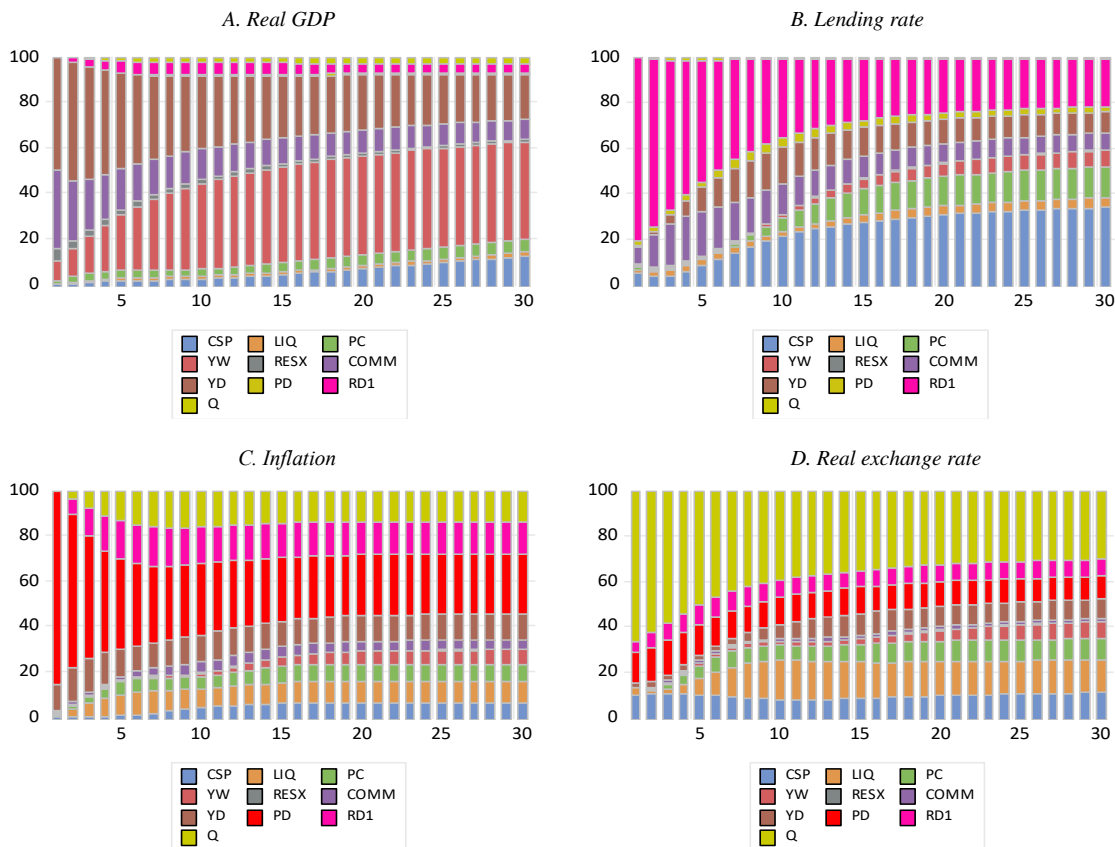 A. Real GDP
100
80
60
40
20
0
5 10 15 20 25 30
CSP LIQ PC
YW RESX COMM
YD PD RD1
Q
B. Lending rate
100
80
60
40
20
0
5 10 15 20 25 30
CSP LIQ PC
YW RESX COMM
YD PD RD1
Q
C. Inflation
100
80
60
40
20
0
5 10 15 20 25 30
CSP LIQ PC
YW RESX COMM
YD PD RD1
Q
D. Real exchange rate
100
80
60
40
20
0
5 10 15 20 25 30
CSP LIQ PC
YW RESX COMM
YD PD RD1
Q